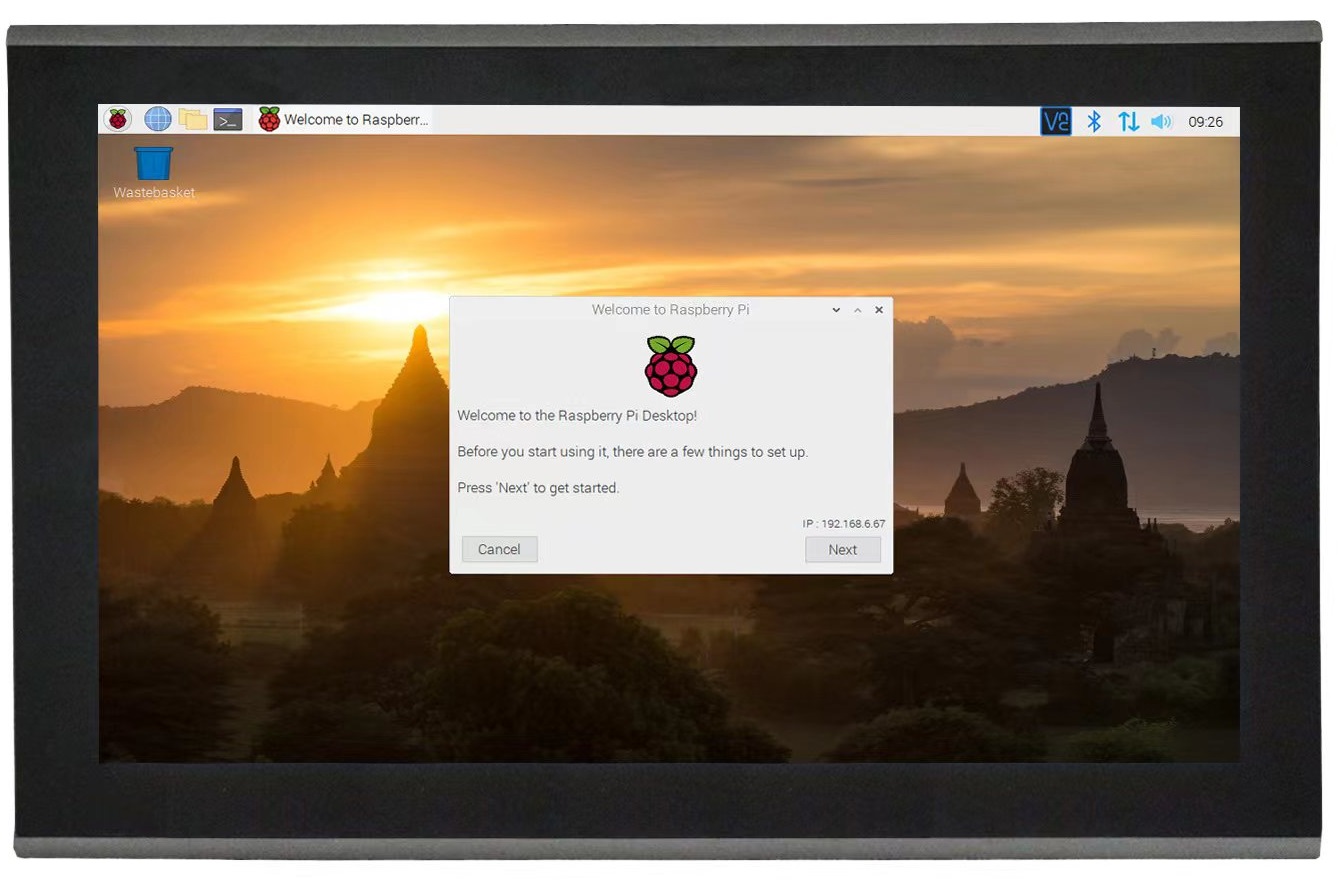 Welcome to Raspberr...
VNC
09:26
Wastebasket
Welcome to Raspberry Pi
Welcome to the Raspberry Pi Desktop!
Before you start using it, there are a few things to set up.
Press 'Next' to get started.
IP : 192.168.6.67
Cancel
Next